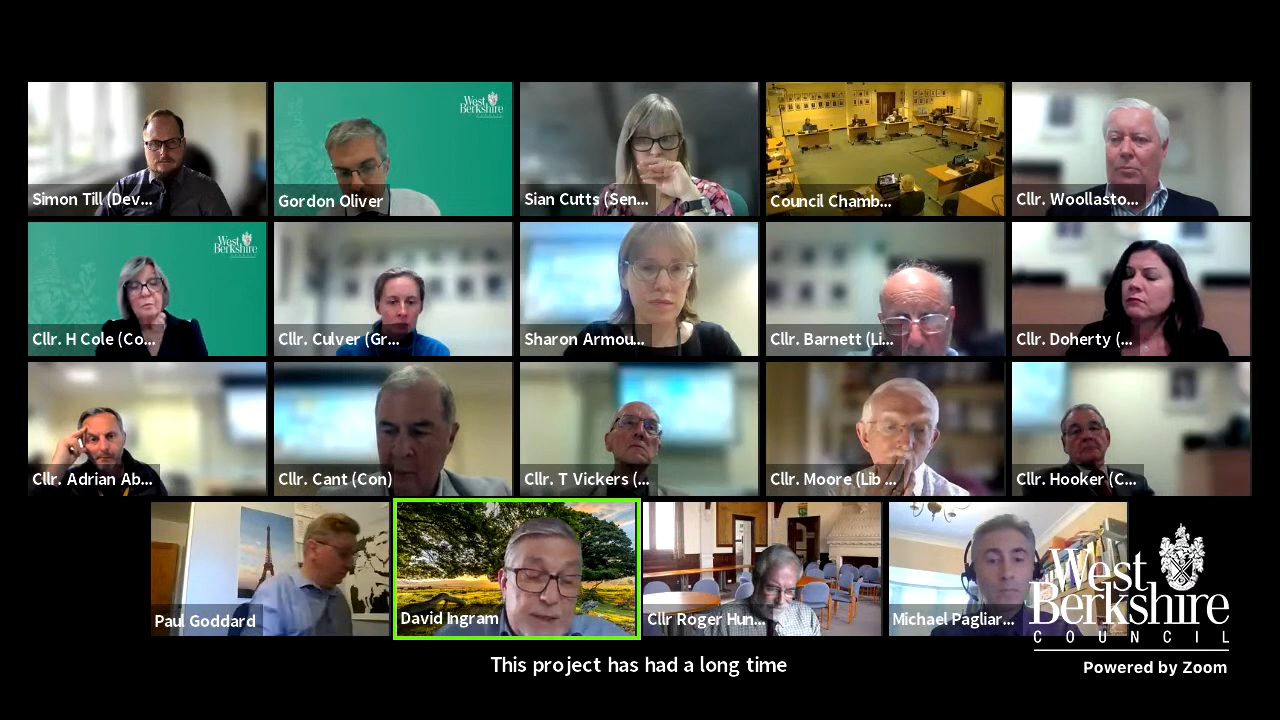 Simon Till (Dev...
West
Berkshire
COUNCIL
Gordon Oliver
Sian Cutts (Sen...
Council Chamb...
Cllr. Woollasto...
West
Berkshire
COUNCIL
Cllr. H Cole (Co...
Cllr. Culver (Gr...
Sharon Armou...
Cllr. Barnett (Li...
Cllr. Doherty (...
Cllr. Adrian Ab...
Cllr. Cant (Con)
Cllr. T Vickers (...
Cllr. Moore (Lib ...
Cllr. Hooker (C...
Paul Goddard
David Ingram
Cllr Roger Hun...
Michael Pagliar...
West
Berkshire
COUNCIL
Powered by Zoom
This project has had a long time